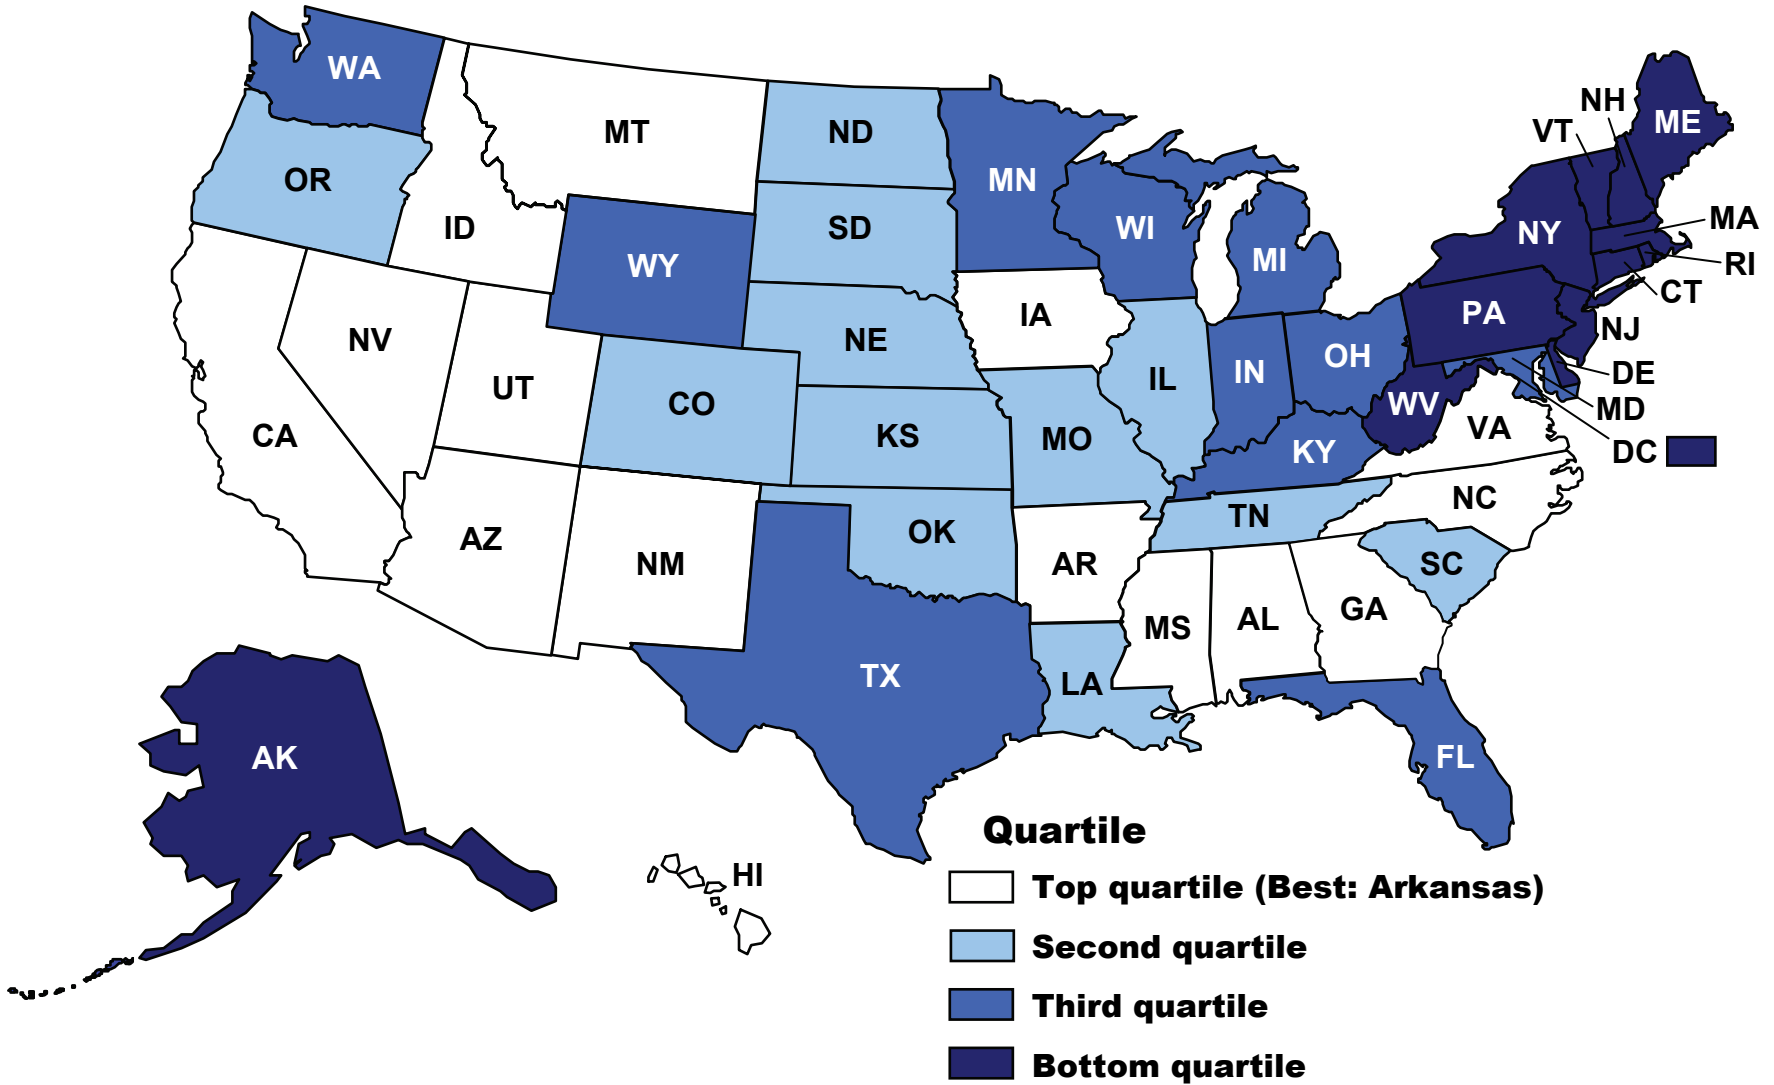 WA
MT
ND
MN
OR
ID
SD
WI
MI
NH
VT
ME
NY
MA
RI
CT
WY
IA
NE
PA
NJ
NV
UT
CO
IL
IN
OH
DE
WV
MD
CA
KS
MO
KY
VA
DC
AZ
NM
OK
AR
TN
NC
SC
MS
AL
GA
TX
LA
FL
AK
HI
Quartile
Top quartile (Best: Arkansas)
Second quartile
Third quartile
Bottom quartile